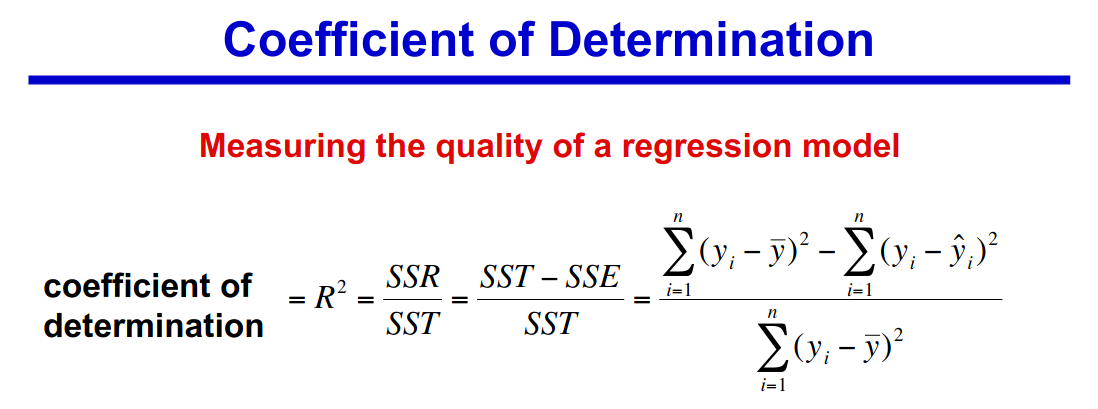 Coefficient of Determination
Measuring the quality of a regression model
coefficient of
determination
= R² = \frac{SSR}{SST} = \frac{SST − SSE}{SST} = \frac{\sum_{i=1}^{n}(y_i − \bar{y})^2 − \sum_{i=1}^{n}(y_i − \hat{y}_i)^2}{\sum_{i=1}^{n}(y_i − \bar{y})^2}